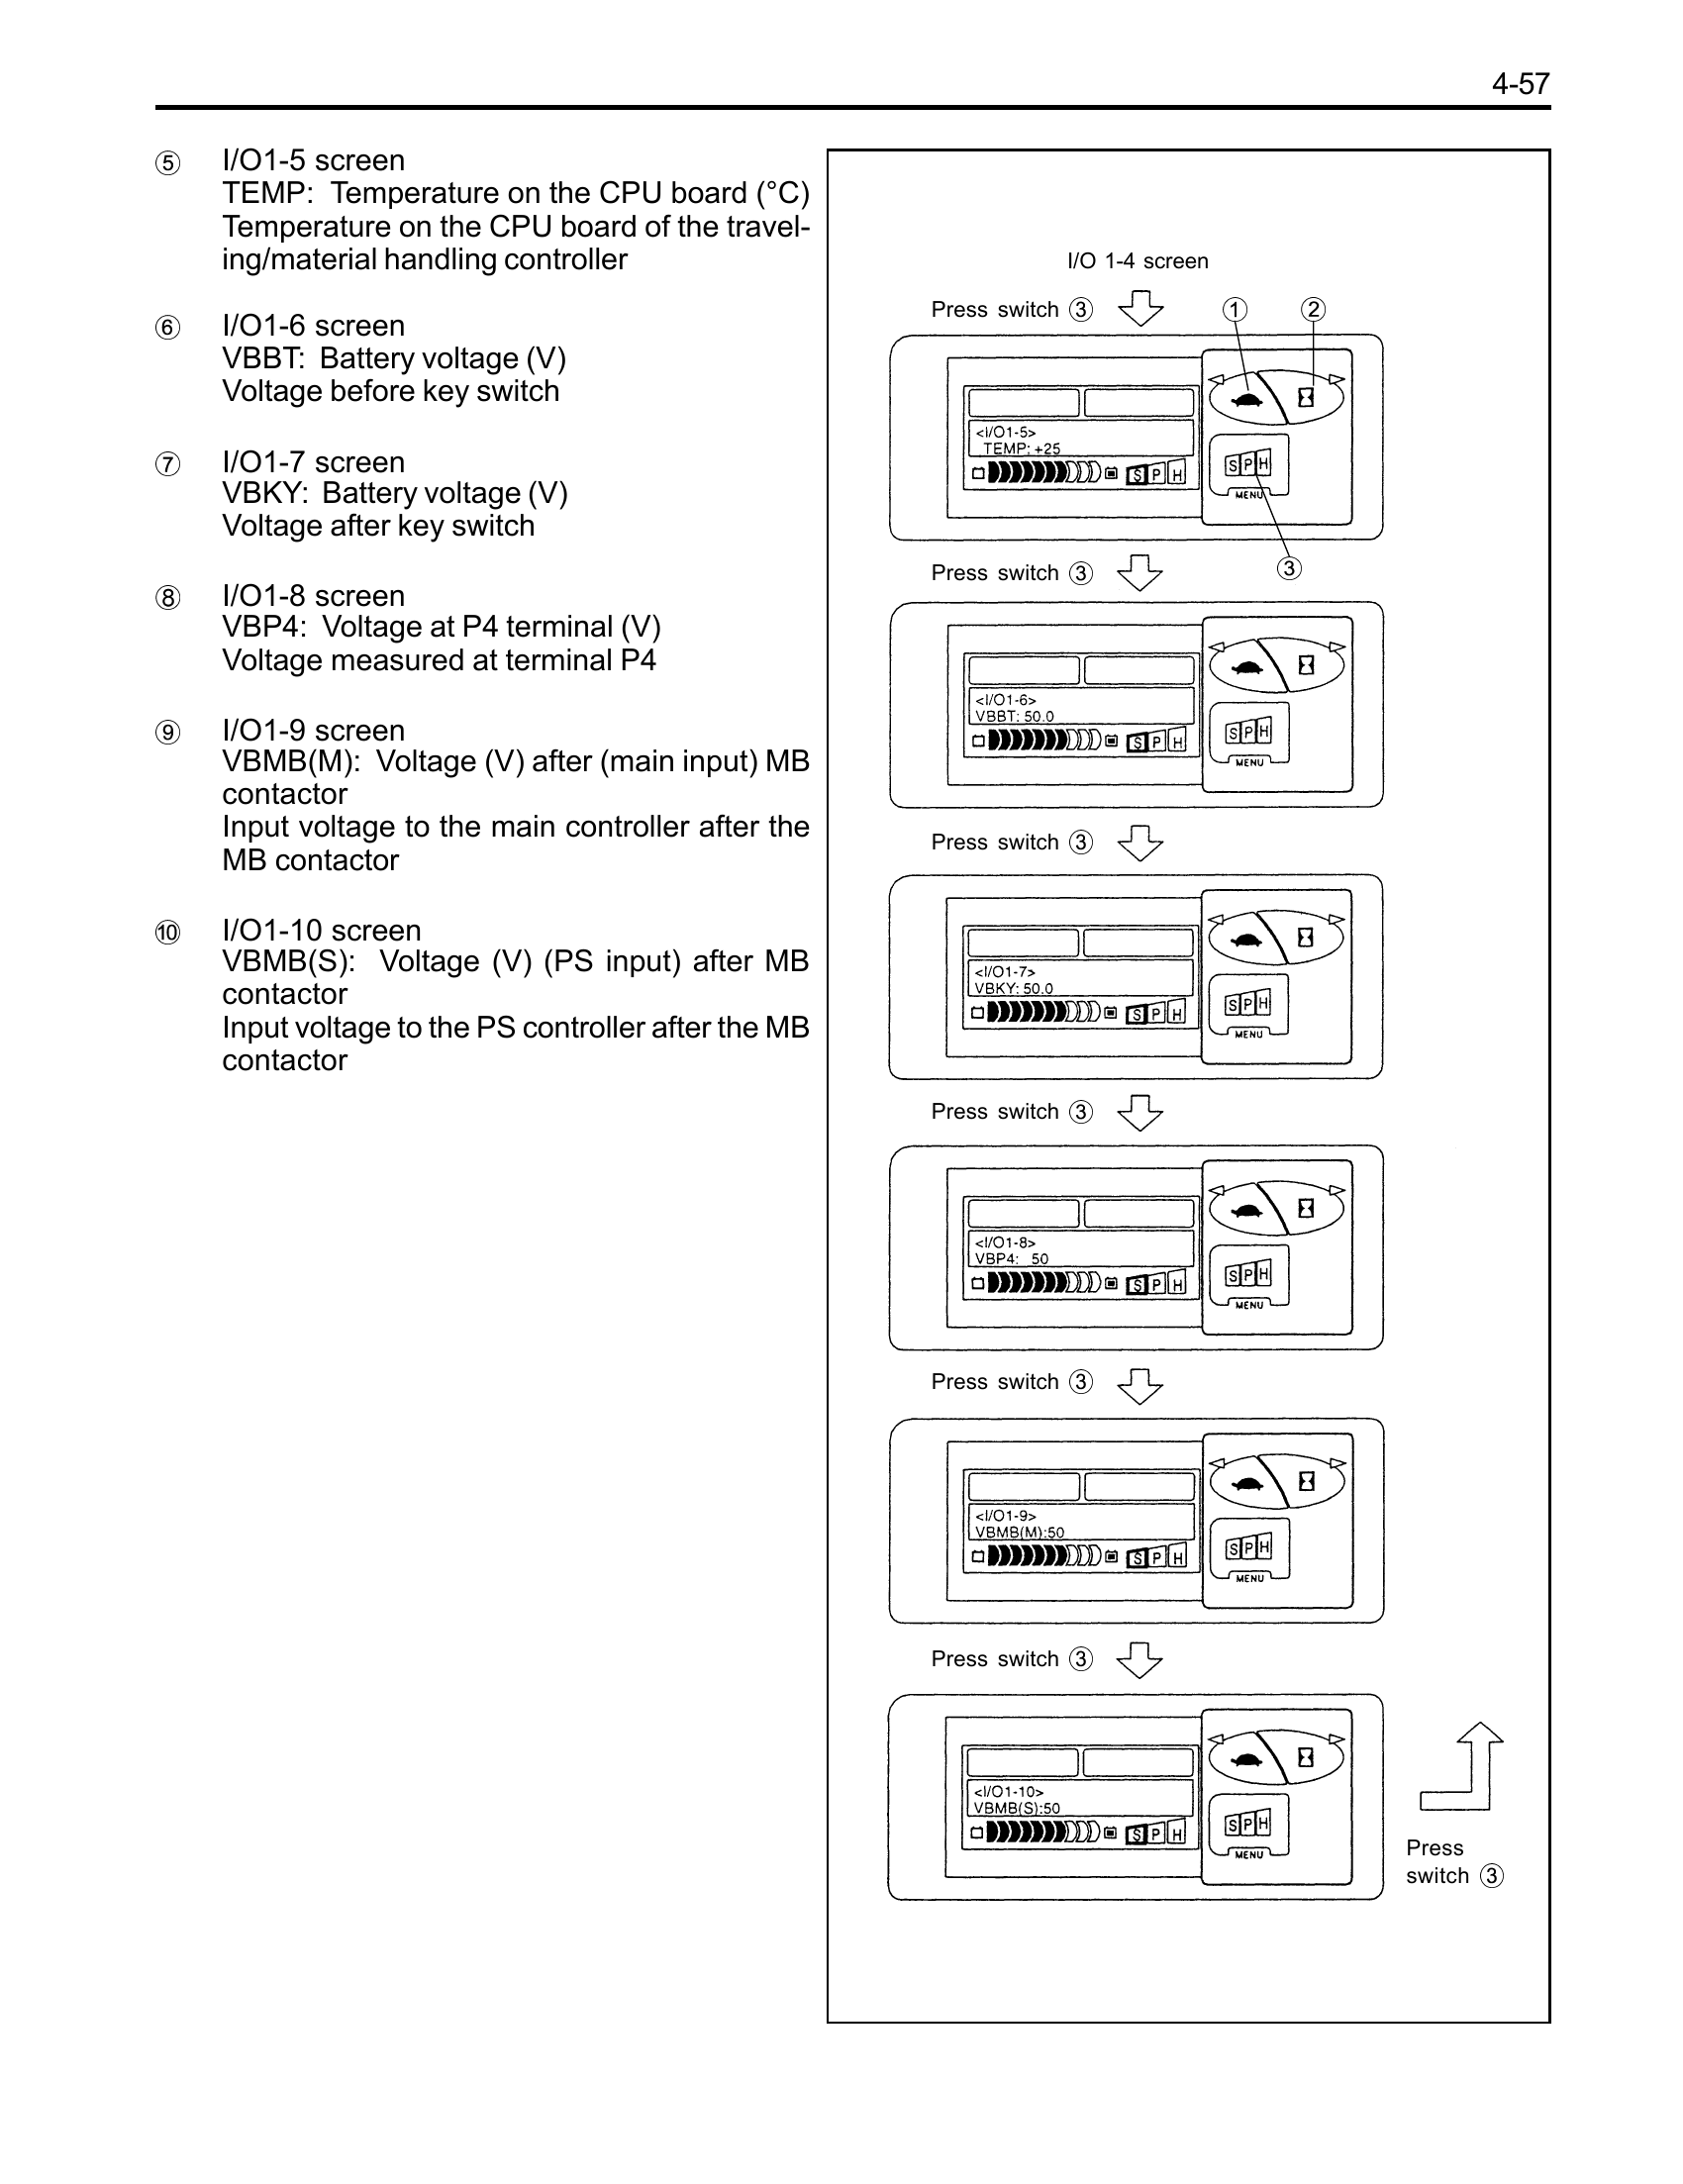 4-57
⑤ I/O1-5 screen
TEMP: Temperature on the CPU board (°C)
Temperature on the CPU board of the travel-
ing/material handling controller
⑥ I/O1-6 screen
VBBT: Battery voltage (V)
Voltage before key switch
⑦ I/O1-7 screen
VBKY: Battery voltage (V)
Voltage after key switch
⑧ I/O1-8 screen
VBP4: Voltage at P4 terminal (V)
Voltage measured at terminal P4
⑨ I/O1-9 screen
VBMB(M): Voltage (V) after (main input) MB
contactor
Input voltage to the main controller after the
MB contactor
⑩ I/O1-10 screen
VBMB(S): Voltage (V) (PS input) after MB
contactor
Input voltage to the PS controller after the MB
contactor
I/O 1-4 screen
Press switch ③
① ②
<I/O1-5>
TEMP: +25
S P H
S P H
MENU
③
Press switch ③
<I/O1-6>
VBBT: 50.0
S P H
S P H
MENU
Press switch ③
<I/O1-7>
VBKY: 50.0
S P H
S P H
MENU
Press switch ③
<I/O1-8>
VBP4: 50
S P H
S P H
MENU
Press switch ③
<I/O1-9>
VBMB(M):50
S P H
S P H
MENU
Press switch ③
<I/O1-10>
VBMB(S):50
S P H
S P H
MENU
Press
switch ③